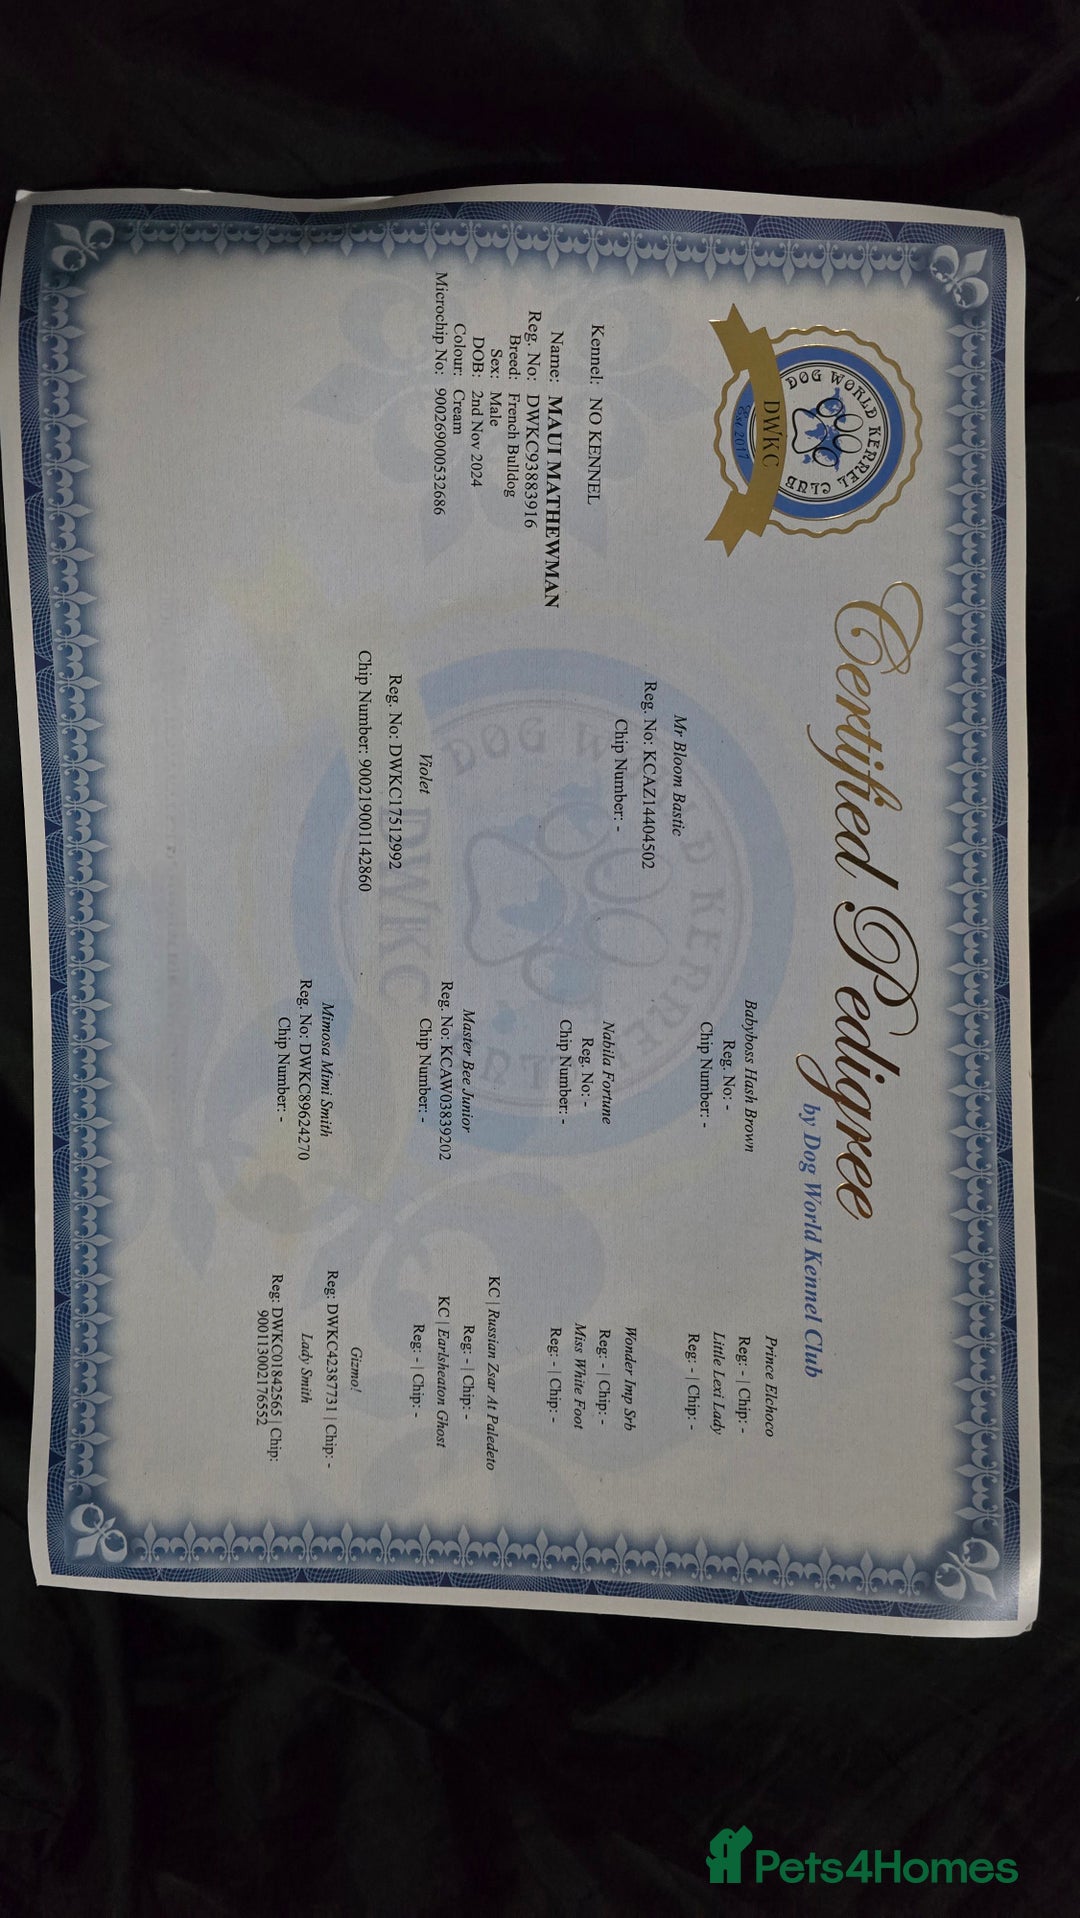 DOG WORLD KENNEL CLUB
DWKC
Est. 2017
Certified Pedigree
by Dog World Kennel Club
Kennel: NO KENNEL
Name: MAUI MATHEWMAN
Reg. No: DWKC93883916
Breed: French Bulldog
Sex: Male
DOB: 2nd Nov 2024
Colour: Cream
Microchip No: 900269000532686
Mr Bloom Bastic
Reg. No: KCAZ14404502
Chip Number: -
Violet
Reg. No: DWKC17512992
Chip Number: 900219001142860
Babyboss Hash Brown
Reg. No: -
Chip Number: -
Nabila Fortune
Reg. No: -
Chip Number: -
Master Bee Junior
Reg. No: KCAW03839202
Chip Number: -
Mimosa Mimi Smith
Reg. No: DWKC89624270
Chip Number: -
Prince Elchoco
Reg: - | Chip: -
Little Lexi Lady
Reg: - | Chip: -
Wonder Imp Srb
Reg: - | Chip: -
Miss White Foot
Reg: - | Chip: -
KC | Russian Zsar At Paledeto
Reg: - | Chip: -
KC | Earlsheaton Ghost
Reg: - | Chip: -
Gizmo!
Reg: DWKC42387731 | Chip: -
Lady Smith
Reg: DWKC01842565 | Chip:
900113002176552
DOG WORLD KENNEL
DWKC
Pets4Homes